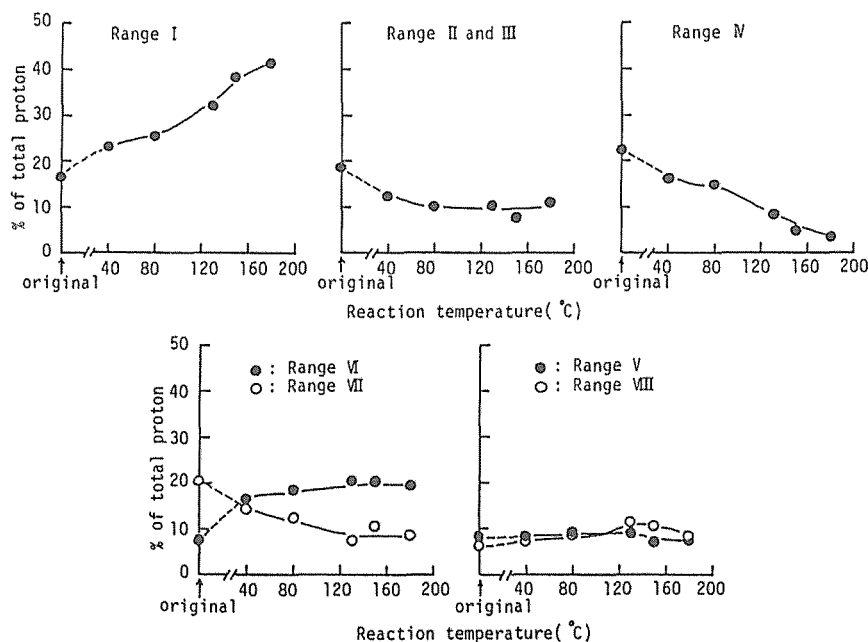 Range I
Range II and III
Range IV
% of total proton
50
40
30
20
10
0
40 80 120 160 200
40 80 120 160 200
40 80 120 160 200
original
original
original
Reaction temperature(°C)
50
40
30
20
10
0
% of total proton
● : Range VI
○ : Range VII
● : Range V
○ : Range VIII
40 80 120 160 200
40 80 120 160 200
original
original
Reaction temperature(°C)